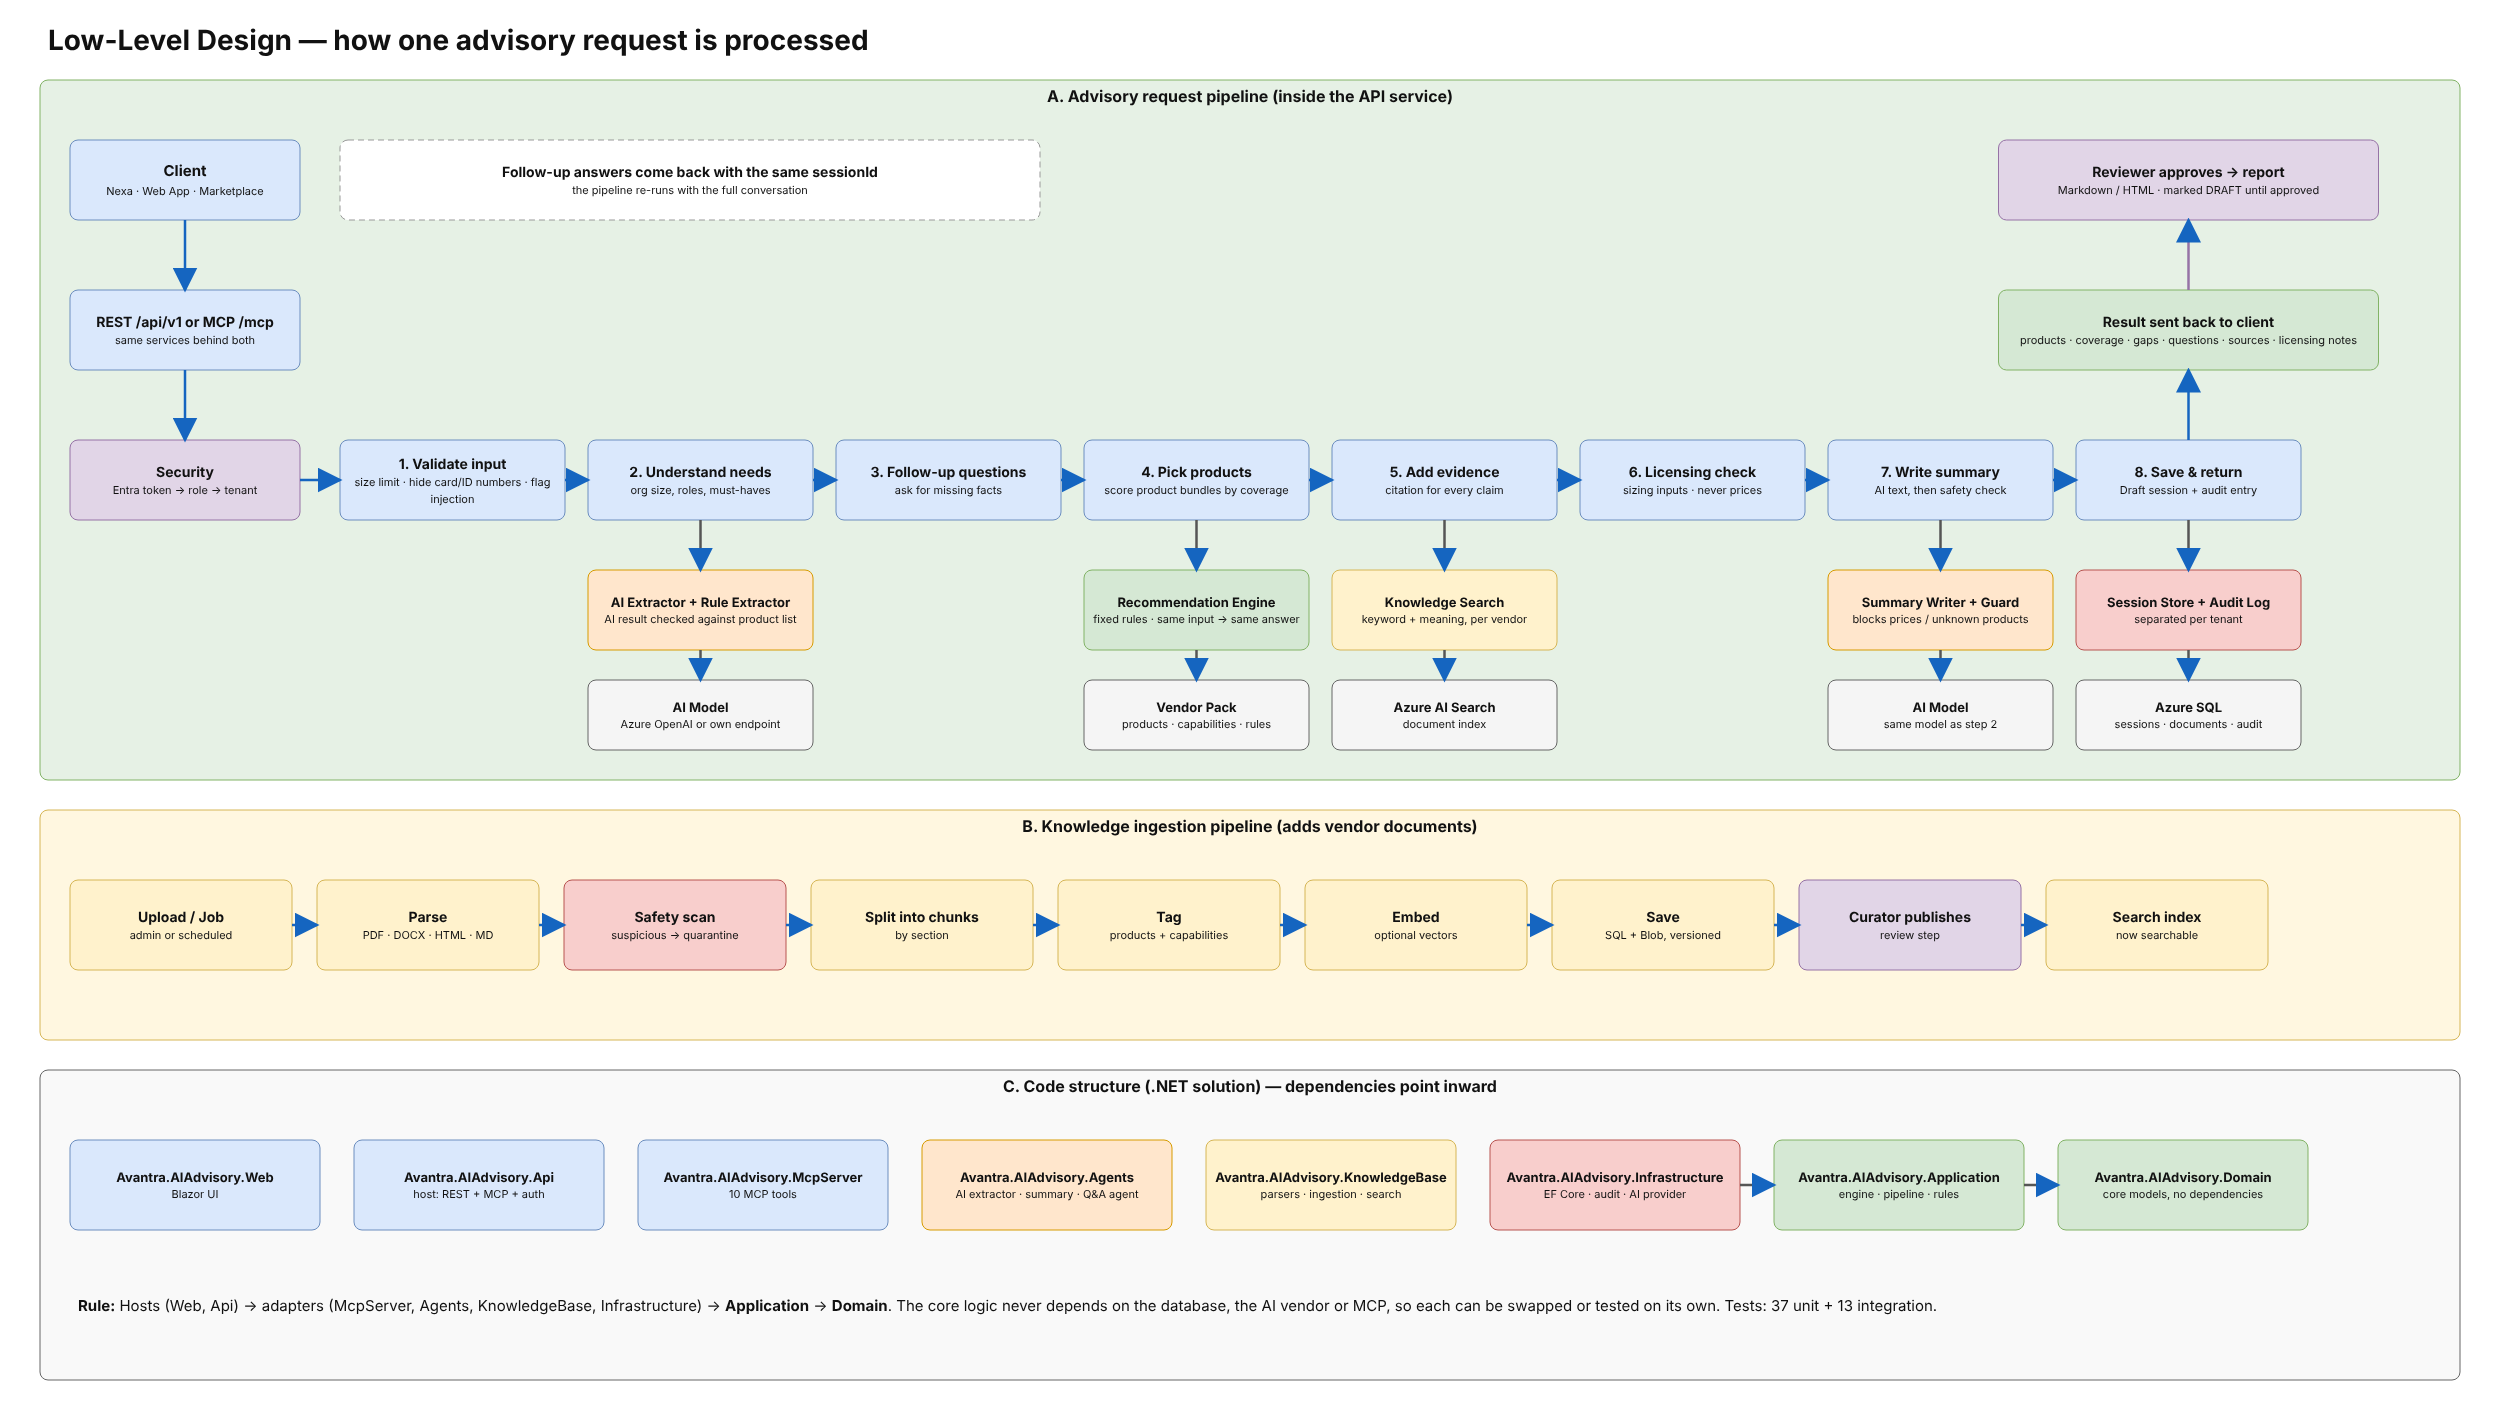 Low-Level Design — how one advisory request is processed
A. Advisory request pipeline (inside the API service)
Client
Nexa · Web App · Marketplace
Follow-up answers come back with the same sessionId
the pipeline re-runs with the full conversation
Reviewer approves → report
Markdown / HTML · marked DRAFT until approved
REST /api/v1 or MCP /mcp
same services behind both
Result sent back to client
products · coverage · gaps · questions · sources · licensing notes
Security
Entra token → role → tenant
1. Validate input
size limit · hide card/ID numbers · flag
injection
2. Understand needs
org size, roles, must-haves
3. Follow-up questions
ask for missing facts
4. Pick products
score product bundles by coverage
5. Add evidence
citation for every claim
6. Licensing check
sizing inputs · never prices
7. Write summary
AI text, then safety check
8. Save & return
Draft session + audit entry
AI Extractor + Rule Extractor
AI result checked against product list
Recommendation Engine
fixed rules · same input → same answer
Knowledge Search
keyword + meaning, per vendor
Summary Writer + Guard
blocks prices / unknown products
Session Store + Audit Log
separated per tenant
AI Model
Azure OpenAI or own endpoint
Vendor Pack
products · capabilities · rules
Azure AI Search
document index
AI Model
same model as step 2
Azure SQL
sessions · documents · audit
B. Knowledge ingestion pipeline (adds vendor documents)
Upload / Job
admin or scheduled
Parse
PDF · DOCX · HTML · MD
Safety scan
suspicious → quarantine
Split into chunks
by section
Tag
products + capabilities
Embed
optional vectors
Save
SQL + Blob, versioned
Curator publishes
review step
Search index
now searchable
C. Code structure (.NET solution) — dependencies point inward
Avantra.AIAdvisory.Web
Blazor UI
Avantra.AIAdvisory.Api
host: REST + MCP + auth
Avantra.AIAdvisory.McpServer
10 MCP tools
Avantra.AIAdvisory.Agents
AI extractor · summary · Q&A agent
Avantra.AIAdvisory.KnowledgeBase
parsers · ingestion · search
Avantra.AIAdvisory.Infrastructure
EF Core · audit · AI provider
Avantra.AIAdvisory.Application
engine · pipeline · rules
Avantra.AIAdvisory.Domain
core models, no dependencies
Rule: Hosts (Web, Api) → adapters (McpServer, Agents, KnowledgeBase, Infrastructure) → Application → Domain. The core logic never depends on the database, the AI vendor or MCP, so each can be swapped or tested on its own. Tests: 37 unit + 13 integration.